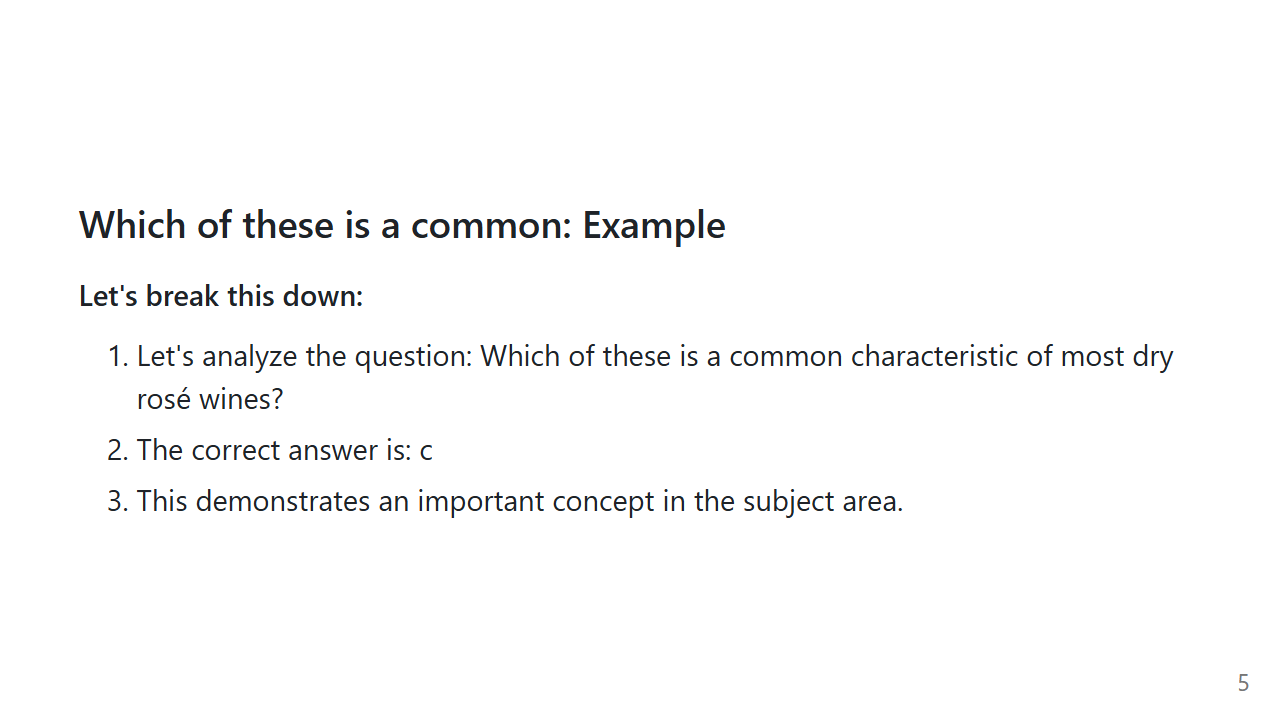 Which of these is a common: Example
Let's break this down:
1. Let's analyze the question: Which of these is a common characteristic of most dry
rosé wines?
2. The correct answer is: c
3. This demonstrates an important concept in the subject area.
5